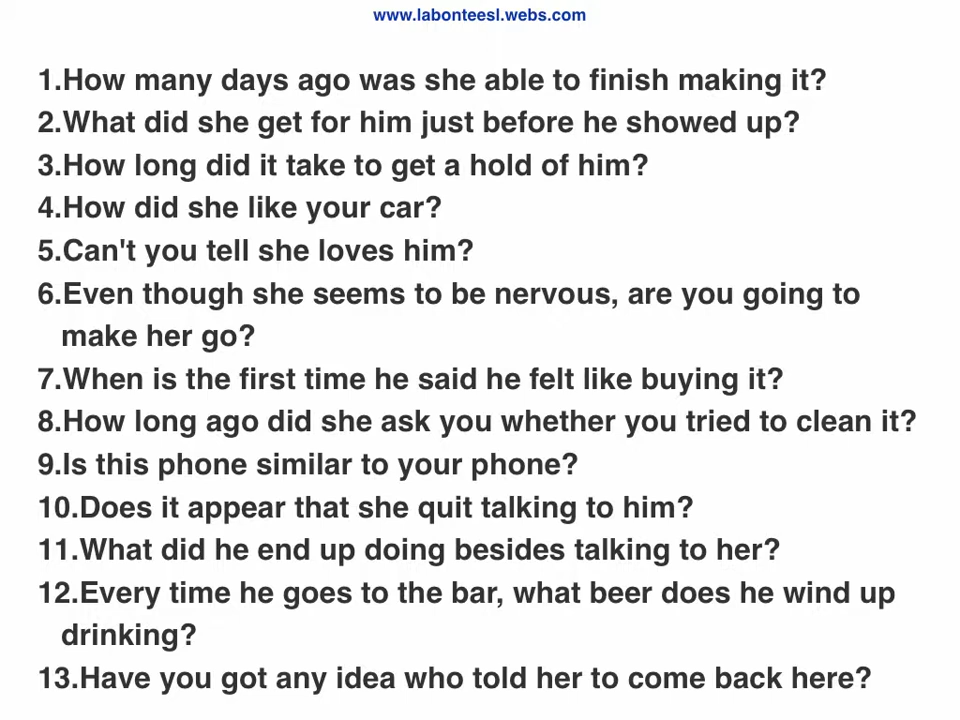 www.labonteesl.webs.com
1.How many days ago was she able to finish making it?
2.What did she get for him just before he showed up?
3.How long did it take to get a hold of him?
4.How did she like your car?
5.Can't you tell she loves him?
6.Even though she seems to be nervous, are you going to
make her go?
7.When is the first time he said he felt like buying it?
8.How long ago did she ask you whether you tried to clean it?
9.Is this phone similar to your phone?
10.Does it appear that she quit talking to him?
11.What did he end up doing besides talking to her?
12.Every time he goes to the bar, what beer does he wind up
drinking?
13.Have you got any idea who told her to come back here?